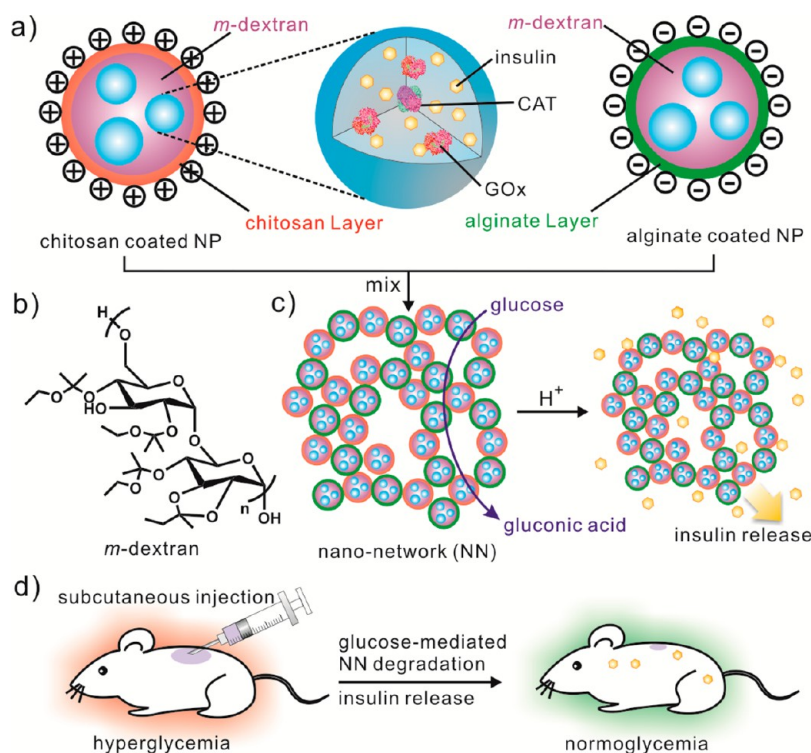 a)
m-dextran
insulin
CAT
GOx
m-dextran
chitosan Layer
alginate Layer
chitosan coated NP
alginate coated NP
mix
b)
H
O
O
O
O
HO
O
O
O
O
O
O
O
O
O
O
n
OH
m-dextran
c)
glucose
H+
gluconic acid
nano-network (NN)
insulin release
d)
subcutaneous injection
glucose-mediated
NN degradation
insulin release
hyperglycemia
normoglycemia